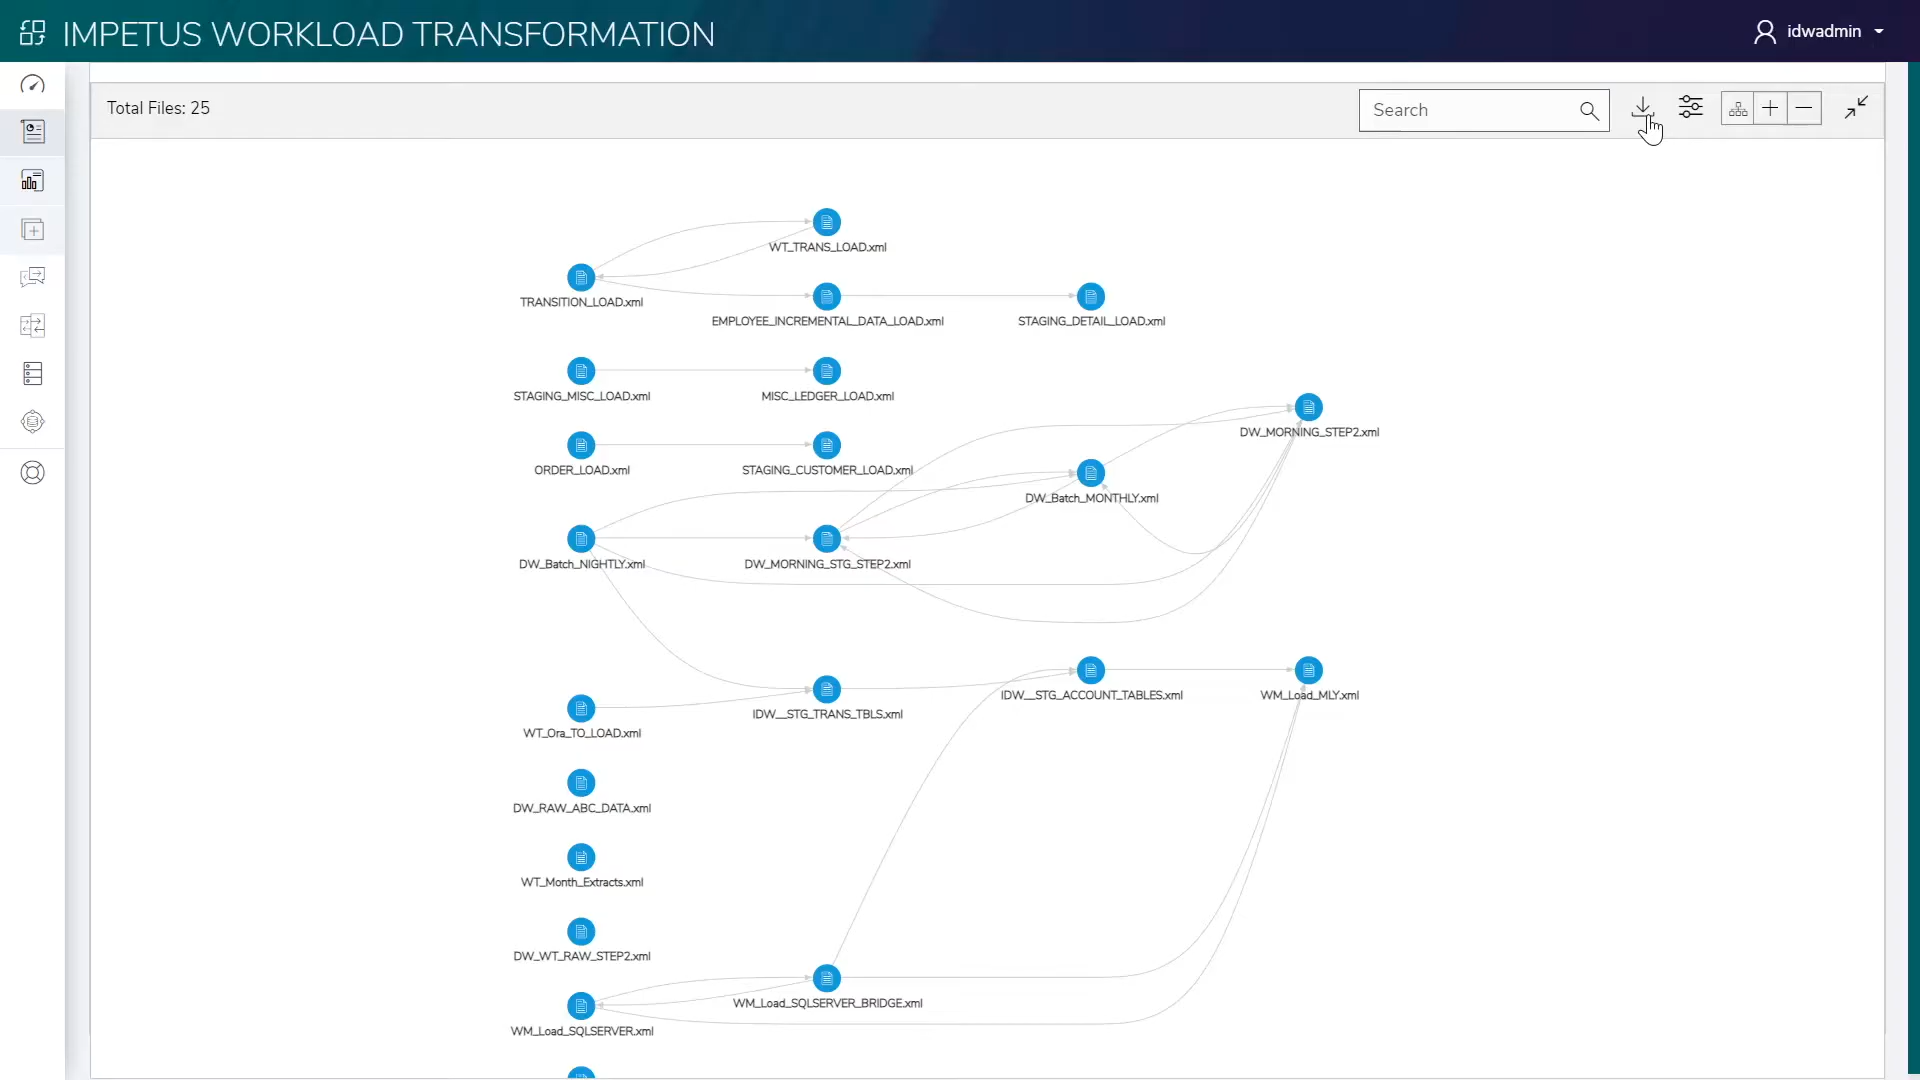 IMPETUS WORKLOAD TRANSFORMATION
idwadmin
Total Files: 25
Search
WT_TRANS_LOAD.xml
TRANSITION_LOAD.xml
EMPLOYEE_INCREMENTAL_DATA_LOAD.xml
STAGING_DETAIL_LOAD.xml
STAGING_MISC_LOAD.xml
MISC_LEDGER_LOAD.xml
DW_MORNING_STEP2.xml
ORDER_LOAD.xml
STAGING_CUSTOMER_LOAD.xml
DW_Batch_MONTHLY.xml
DW_Batch_NIGHTLY.xml
DW_MORNING_STG_STEP2.xml
IDW__STG_ACCOUNT_TABLES.xml
WM_Load_MLY.xml
IDW__STG_TRANS_TBLS.xml
WT_Ora_TO_LOAD.xml
DW_RAW_ABC_DATA.xml
WT_Month_Extracts.xml
DW_WT_RAW_STEP2.xml
WM_Load_SQLSERVER_BRIDGE.xml
WM_Load_SQLSERVER.xml